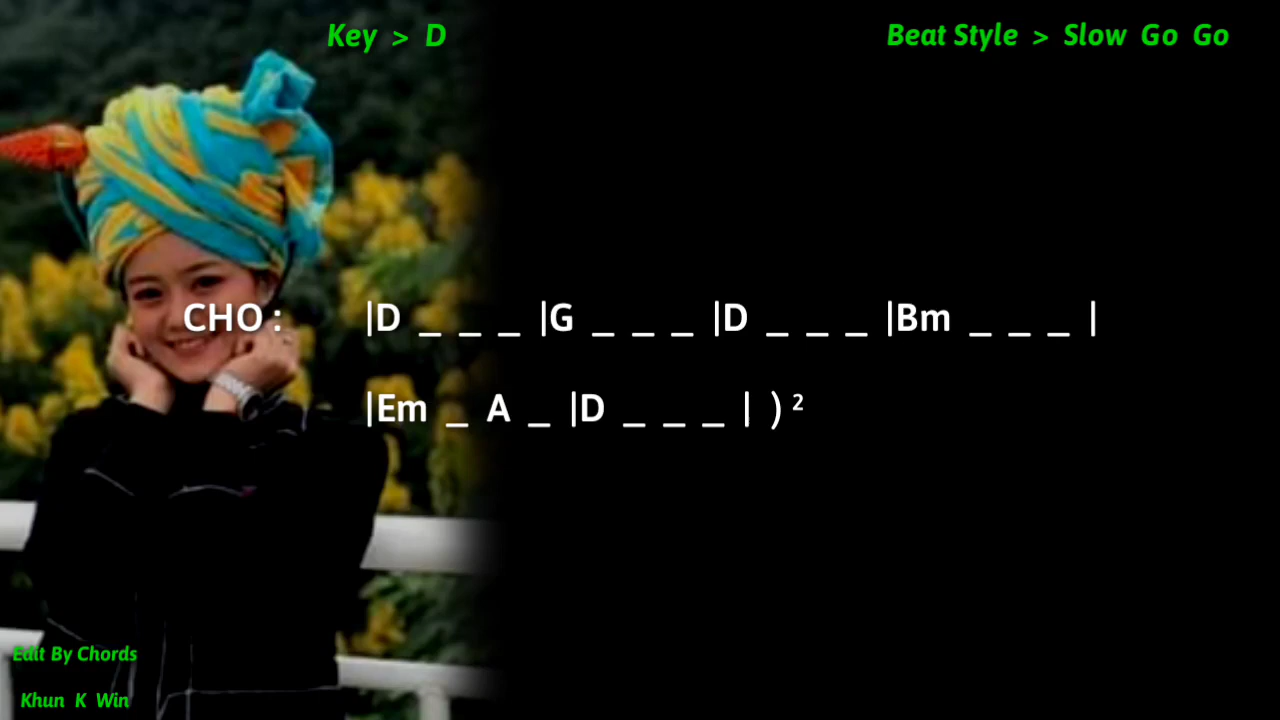 Key > D
Beat Style > Slow Go Go
CHO : |D _ _ _ |G _ _ _ |D _ _ _ |Bm _ _ _ |
|Em _ A _ |D _ _ _ | ) ²
Edit By Chords
Khun K Win